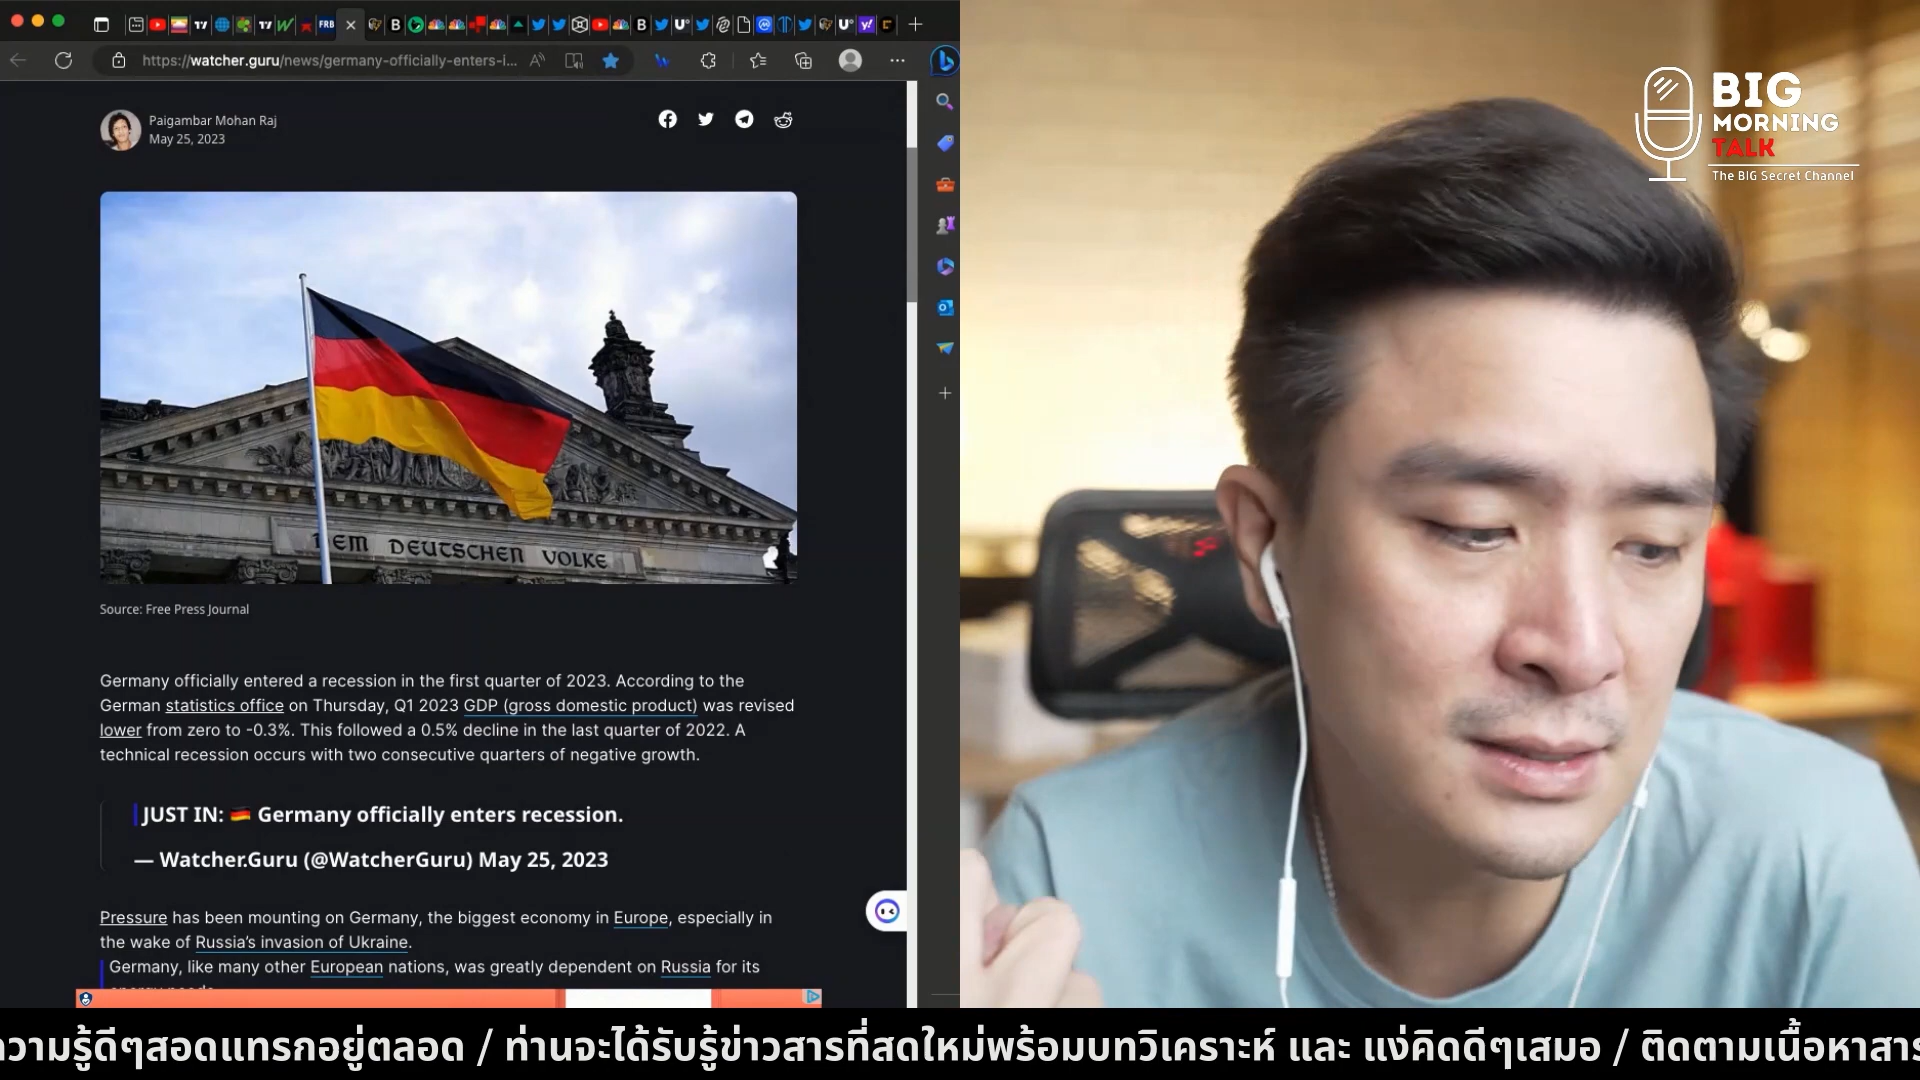 FRB
https://watcher.guru/news/germany-officially-enters-i...
Paigambar Mohan Raj
May 25, 2023
DEM DEUTSCHEN VOLKE
Source: Free Press Journal
Germany officially entered a recession in the first quarter of 2023. According to the
German statistics office on Thursday, Q1 2023 GDP (gross domestic product) was revised
lower from zero to -0.3%. This followed a 0.5% decline in the last quarter of 2022. A
technical recession occurs with two consecutive quarters of negative growth.
JUST IN: 🇩🇪 Germany officially enters recession.
— Watcher.Guru (@WatcherGuru) May 25, 2023
Pressure has been mounting on Germany, the biggest economy in Europe, especially in
the wake of Russia's invasion of Ukraine.
Germany, like many other European nations, was greatly dependent on Russia for its
BIG
MORNING
TALK
The BIG Secret Channel
ความรู้ดีๆสอดแทรกอยู่ตลอด / ท่านจะได้รับรู้ข่าวสารที่สดใหม่พร้อมบทวิเคราะห์ และ แง่คิดดีๆเสมอ / ติดตามเนื้อหาสาร